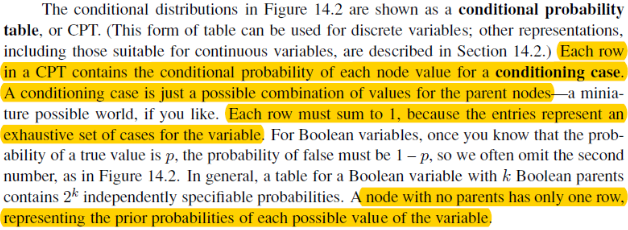 The conditional distributions in Figure 14.2 are shown as a conditional probability
table, or CPT. (This form of table can be used for discrete variables; other representations,
including those suitable for continuous variables, are described in Section 14.2.) Each row
in a CPT contains the conditional probability of each node value for a conditioning case.
A conditioning case is just a possible combination of values for the parent nodes—a minia-
ture possible world, if you like. Each row must sum to 1, because the entries represent an
exhaustive set of cases for the variable. For Boolean variables, once you know that the prob-
ability of a true value is p, the probability of false must be 1 – p, so we often omit the second
number, as in Figure 14.2. In general, a table for a Boolean variable with k Boolean parents
contains 2^k independently specifiable probabilities. A node with no parents has only one row,
representing the prior probabilities of each possible value of the variable.